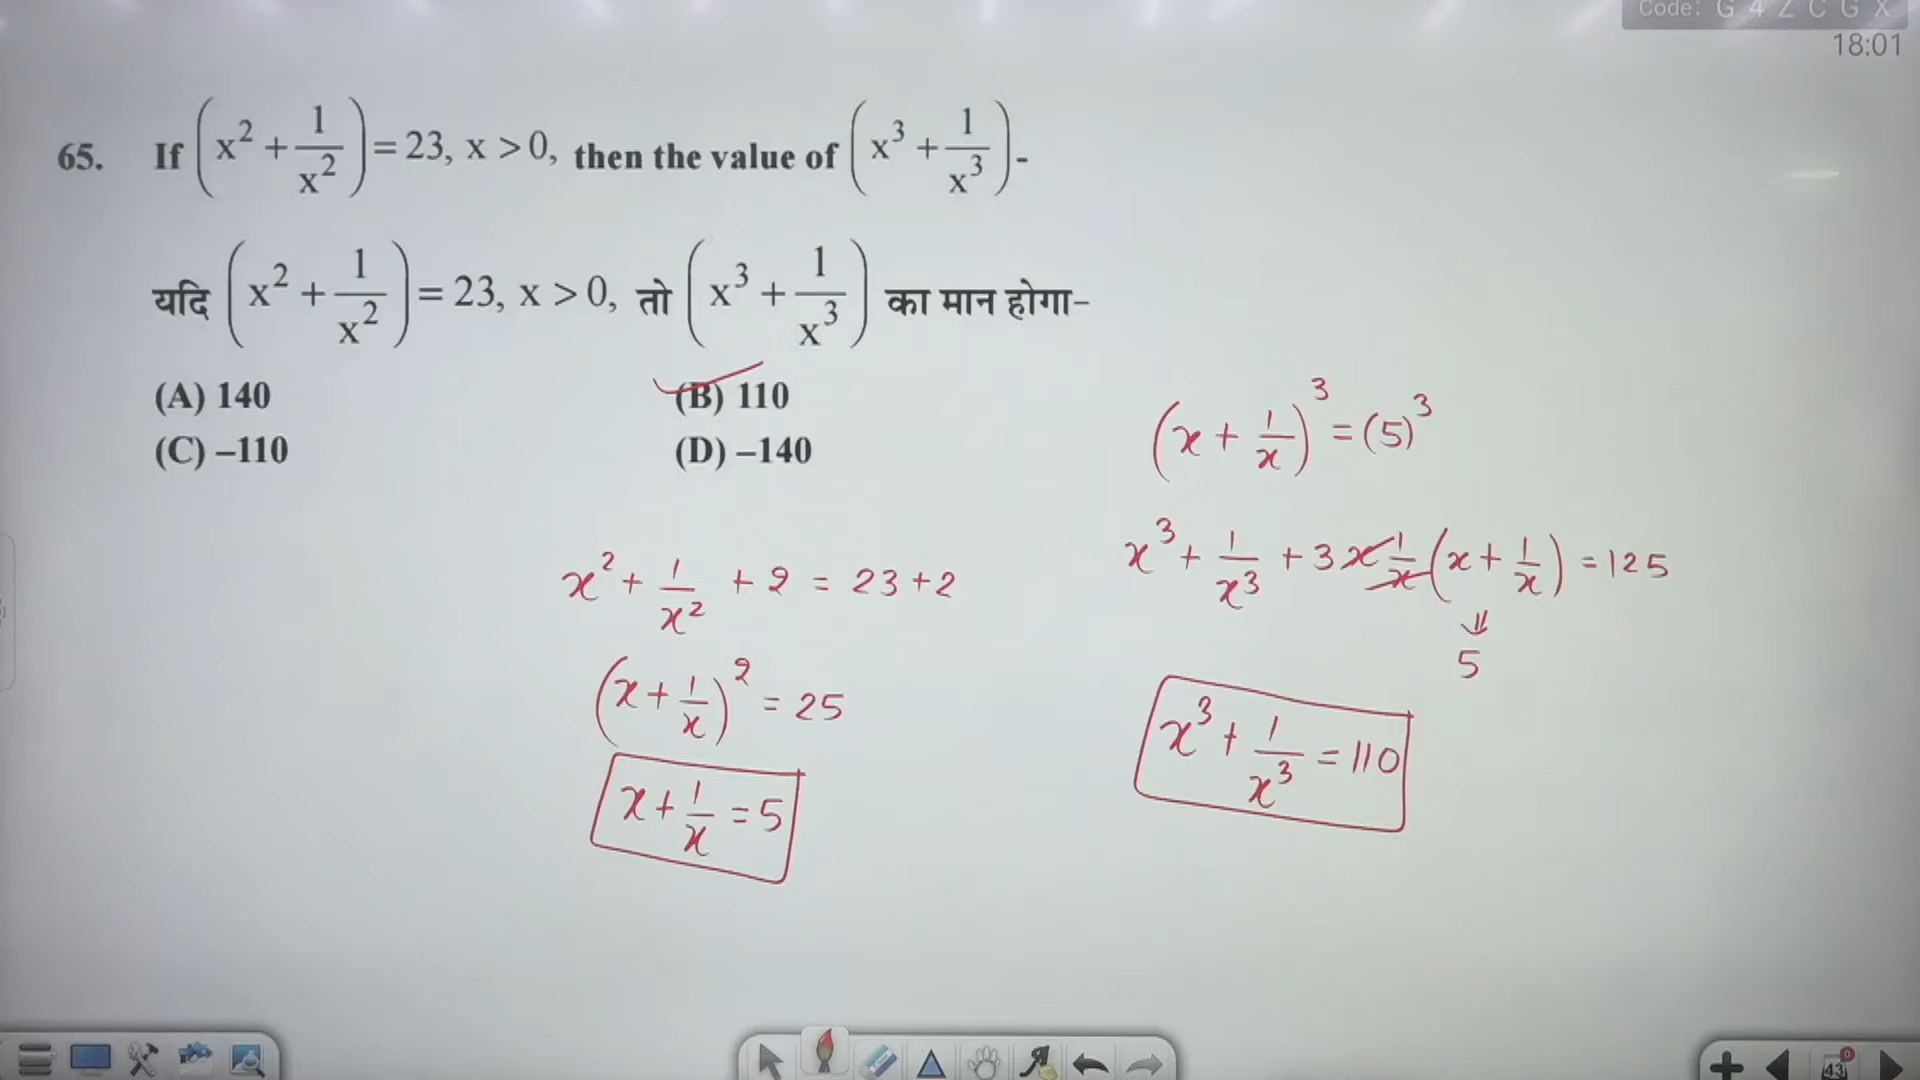 Code: G 4 Z C G X
18:01
65. If (x² + 1/x²) = 23, x > 0, then the value of (x³ + 1/x³) -
यदि (x² + 1/x²) = 23, x > 0, तो (x³ + 1/x³) का मान होगा-
(A) 140 (B) 110
(C) –110 (D) –140
x² + 1/x² + 2 = 23 + 2
(x + 1/x)² = 25
x + 1/x = 5
(x + 1/x)³ = (5)³
x³ + 1/x³ + 3 x 1/x (x + 1/x) = 125
⇓
5
x³ + 1/x³ = 110
0
43